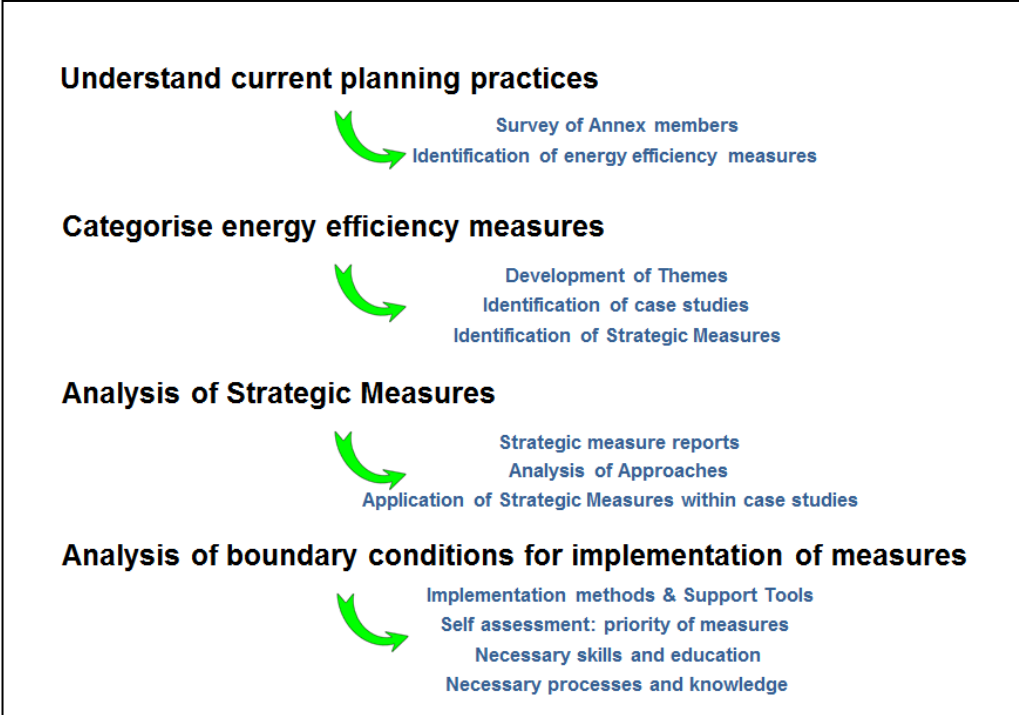 Understand current planning practices
Survey of Annex members
Identification of energy efficiency measures
Categorise energy efficiency measures
Development of Themes
Identification of case studies
Identification of Strategic Measures
Analysis of Strategic Measures
Strategic measure reports
Analysis of Approaches
Application of Strategic Measures within case studies
Analysis of boundary conditions for implementation of measures
Implementation methods & Support Tools
Self assessment: priority of measures
Necessary skills and education
Necessary processes and knowledge